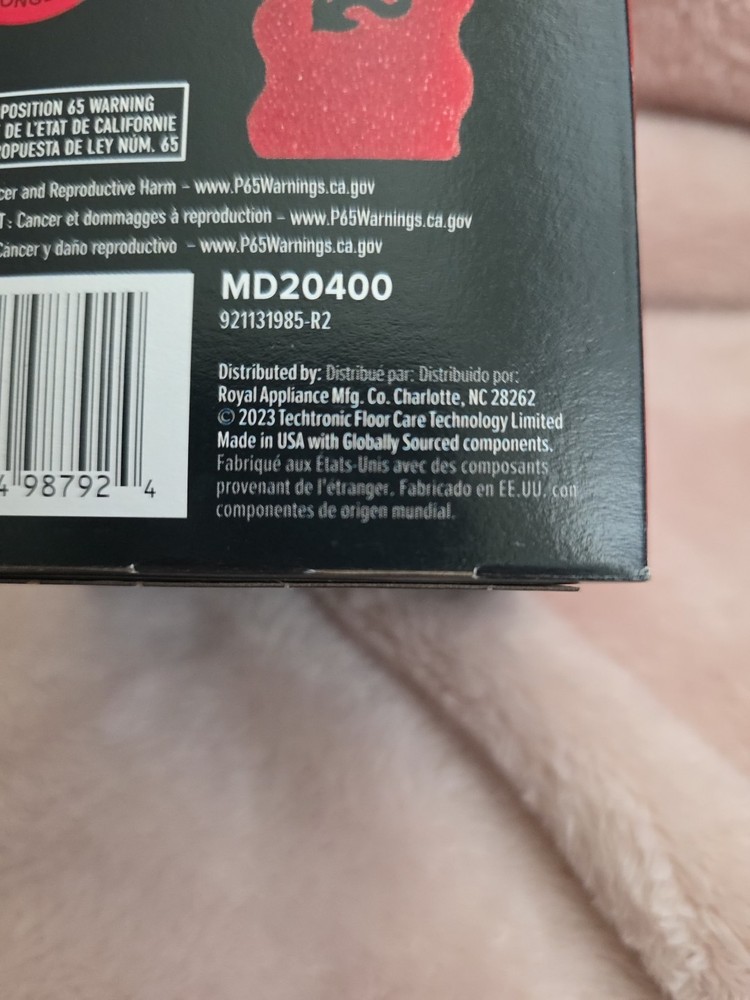 POSITION 65 WARNING
DE L'ETAT DE CALIFORNIE
OPUESTA DE LEY NÚM. 65
cer and Reproductive Harm – www.P65Warnings.ca.gov
T : Cancer et dommagges à reproduction – www.P65Warnings.ca.gov
Cáncer y daño reproductivo – www.P65Warnings.ca.gov
MD20400
921131985-R2
Distributed by: Distribué par: Distribuido por:
Royal Appliance Mfg. Co. Charlotte, NC 28262
© 2023 Techtronic Floor Care Technology Limited
Made in USA with Globally Sourced components.
Fabriqué aux États-Unis avec des composants
provenant de l'étranger. Fabricado en EE.UU. con
componentes de origen mundial.
4 98792 4